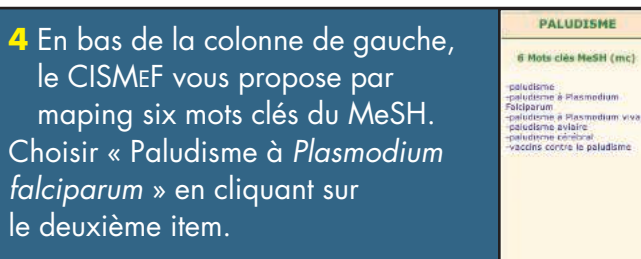 4 En bas de la colonne de gauche,
le CISMEF vous propose par
maping six mots clés du MeSH.
Choisir « Paludisme à Plasmodium
falciparum » en cliquant sur
le deuxième item.
PALUDISME
6 Mots clés MeSH (mc)
-paludisme
-paludisme à Plasmodium
Falciparum
-paludisme à Plasmodium viva
-paludisme aviaire
-paludisme cérébral
-vaccins contre le paludisme